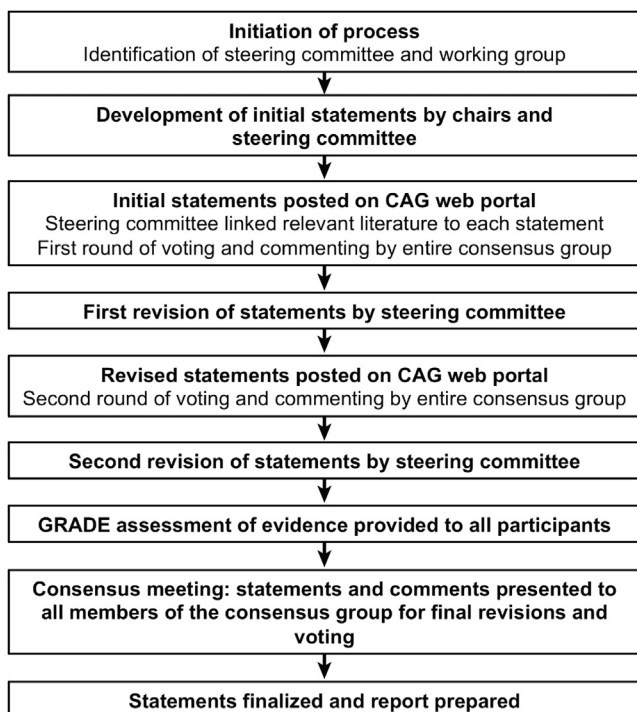 Initiation of process
Identification of steering committee and working group
Development of initial statements by chairs and
steering committee
Initial statements posted on CAG web portal
Steering committee linked relevant literature to each statement
First round of voting and commenting by entire consensus group
First revision of statements by steering committee
Revised statements posted on CAG web portal
Second round of voting and commenting by entire consensus group
Second revision of statements by steering committee
GRADE assessment of evidence provided to all participants
Consensus meeting: statements and comments presented to
all members of the consensus group for final revisions and
voting
Statements finalized and report prepared